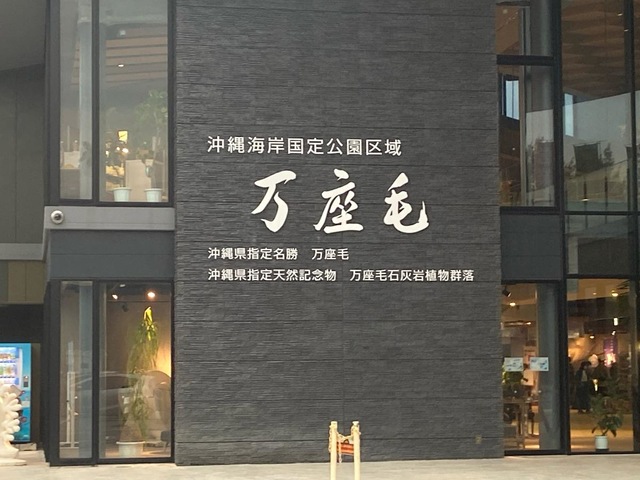 沖縄海岸国定公園区域
万座毛
沖縄県指定名勝　万座毛
沖縄県指定天然記念物　万座毛石灰岩植物群落